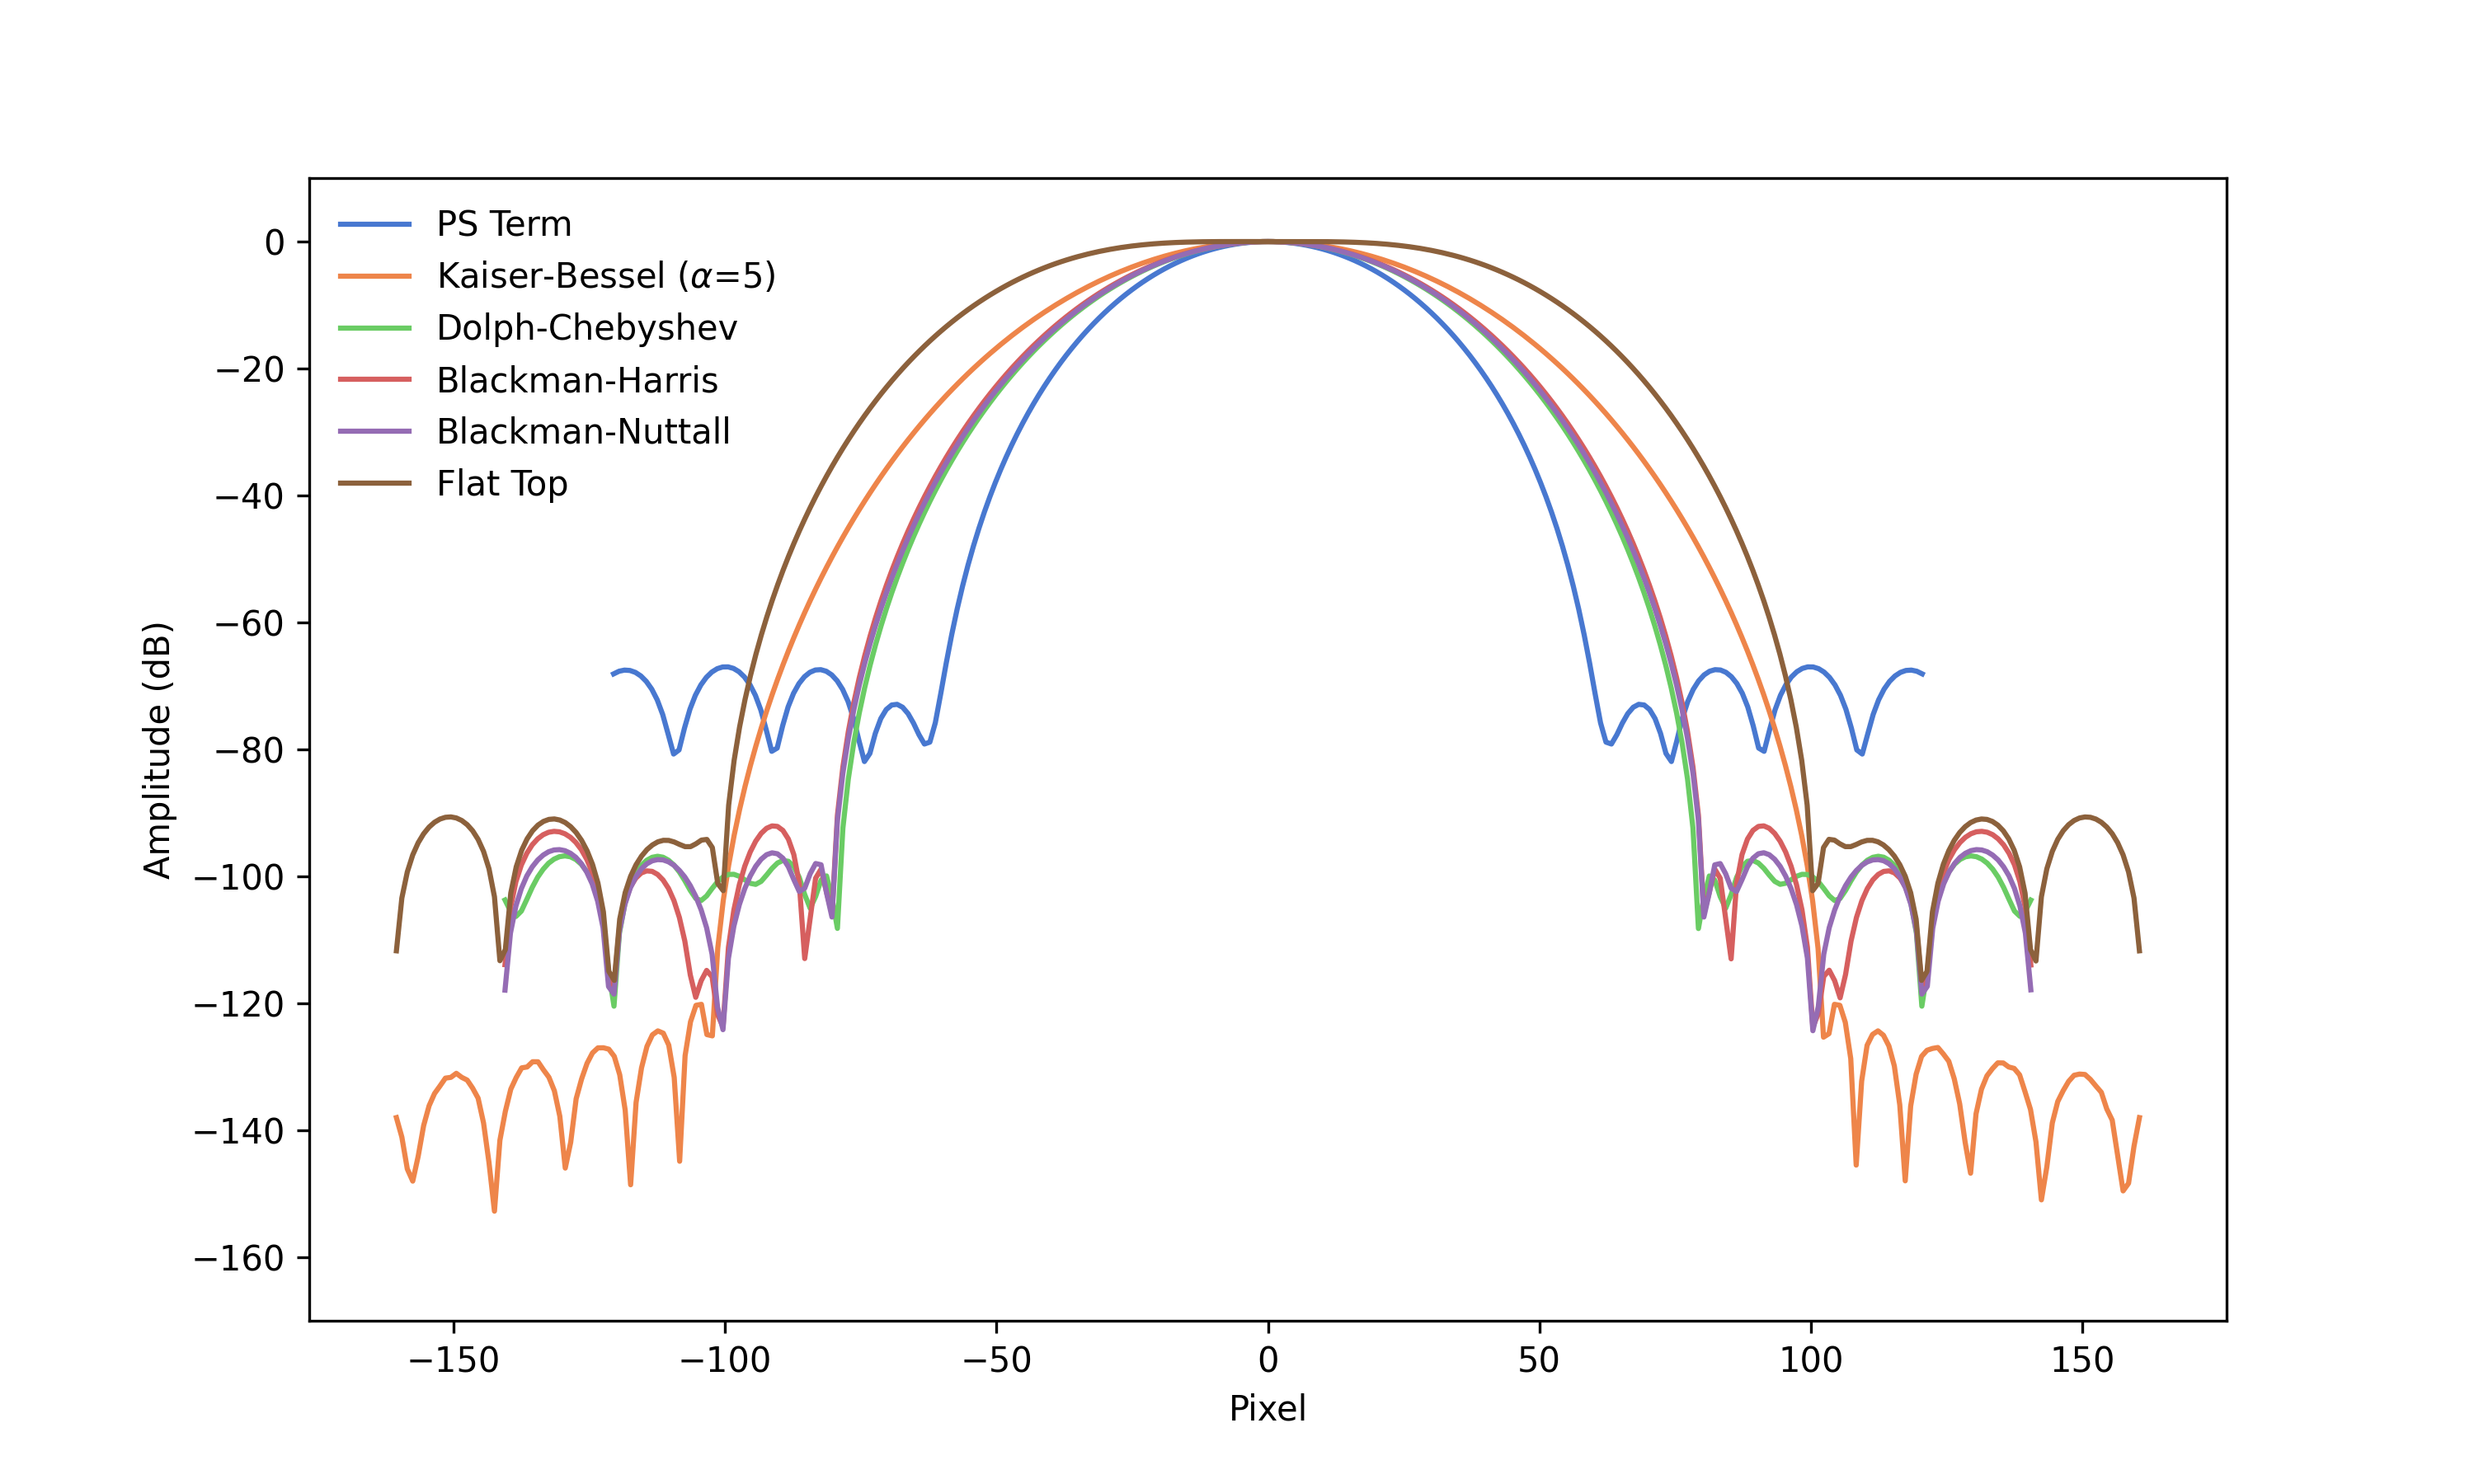 PS Term
Kaiser-Bessel (α=5)
Dolph-Chebyshev
Blackman-Harris
Blackman-Nuttall
Flat Top
0
−20
−40
−60
−80
−100
−120
−140
−160
Amplitude (dB)
−150 −100 −50 0 50 100 150
Pixel